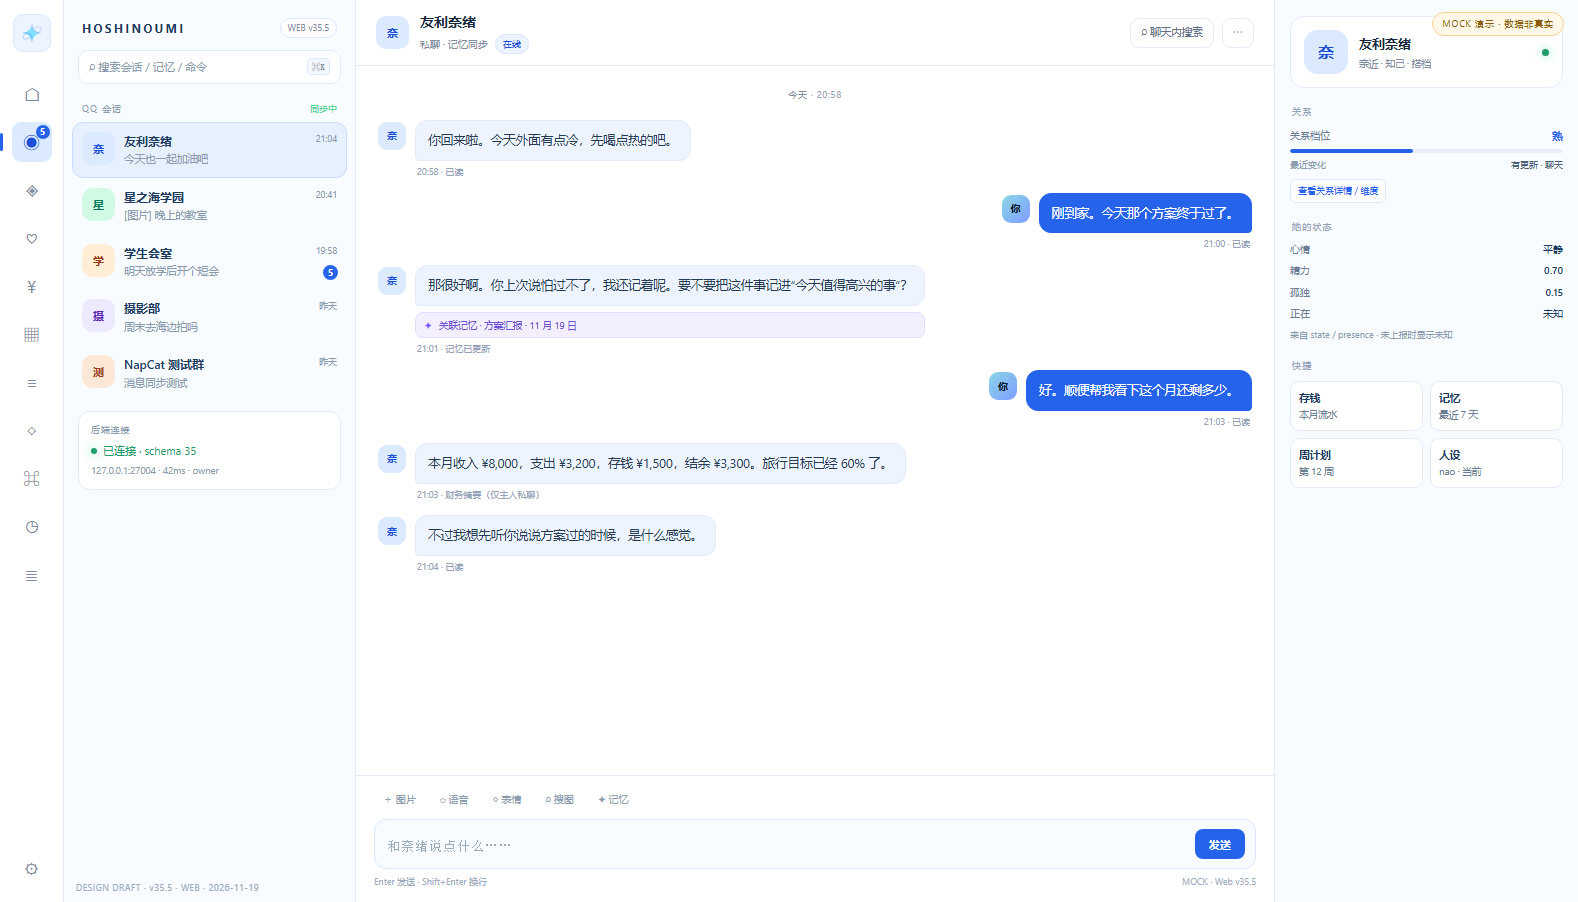 5
¥
HOSHINOUMI
WEB v35.5
搜索会话 / 记忆 / 命令
⌘K
QQ 会话
同步中
奈
友利奈绪
21:04
今天也一起加油吧
星
星之海学园
20:41
[图片] 晚上的教室
学
学生会室
19:58
明天放学后开个短会
5
摄
摄影部
昨天
周末去海边拍吗
测
NapCat 测试群
昨天
消息同步测试
后端连接
已连接 · schema 35
127.0.0.1:27004 · 42ms · owner
DESIGN DRAFT · v35.5 · WEB · 2026-11-19
奈
友利奈绪
私聊 · 记忆同步
在线
聊天内搜索
···
今天 · 20:58
奈
你回来啦。今天外面有点冷，先喝点热的吧。
20:58 · 已读
你
刚到家。今天那个方案终于过了。
21:00 · 已读
奈
那很好啊。你上次说怕过不了，我还记着呢。要不要把这件事记进“今天值得高兴的事”？
✦ 关联记忆 · 方案汇报 · 11 月 19 日
21:01 · 记忆已更新
你
好。顺便帮我看下这个月还剩多少。
21:03 · 已读
奈
本月收入 ¥8,000，支出 ¥3,200，存钱 ¥1,500，结余 ¥3,300。旅行目标已经 60% 了。
21:03 · 财务摘要（仅主人私聊）
奈
不过我想先听你说说方案过的时候，是什么感觉。
21:04 · 已读
+ 图片
○ 语音
◇ 表情
⌕ 搜图
✦ 记忆
和奈绪说点什么……
发送
Enter 发送 · Shift+Enter 换行
MOCK · Web v35.5
MOCK 演示 · 数据非真实
奈
友利奈绪
亲近 · 知己 · 搭档
关系
关系档位
熟
最近变化
有更新 · 聊天
查看关系详情 / 维度
她的状态
心情
平静
精力
0.70
孤独
0.15
正在
未知
来自 state / presence · 未上报时显示未知
快捷
存钱
本月流水
记忆
最近 7 天
周计划
第 12 周
人设
nao · 当前